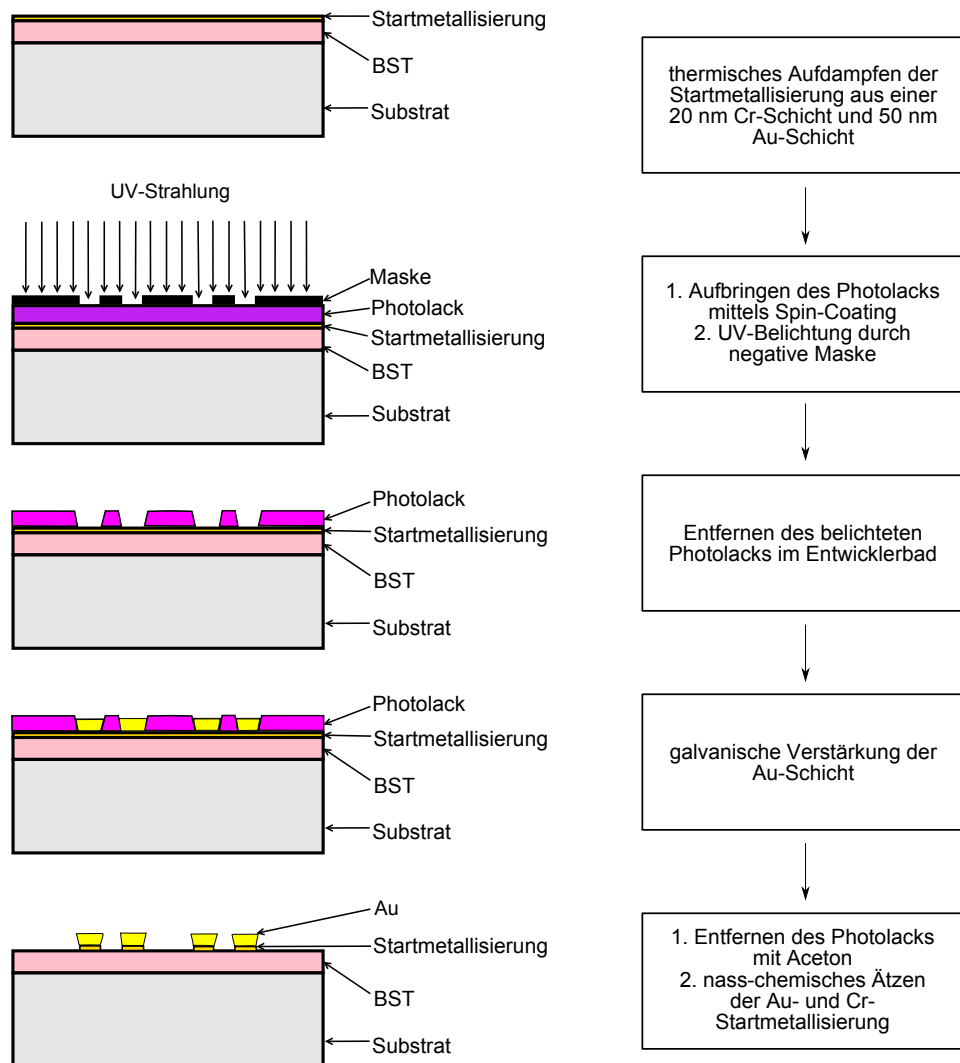 Startmetallisierung
BST
Substrat
thermisches Aufdampfen der
Startmetallisierung aus einer
20 nm Cr-Schicht und 50 nm
Au-Schicht
UV-Strahlung
Maske
Photolack
Startmetallisierung
BST
Substrat
1. Aufbringen des Photolacks
mittels Spin-Coating
2. UV-Belichtung durch
negative Maske
Photolack
Startmetallisierung
BST
Substrat
Entfernen des belichteten
Photolacks im Entwicklerbad
Photolack
Startmetallisierung
BST
Substrat
galvanische Verstärkung der
Au-Schicht
Au
Startmetallisierung
BST
Substrat
1. Entfernen des Photolacks
mit Aceton
2. nass-chemisches Ätzen
der Au- und Cr-
Startmetallisierung